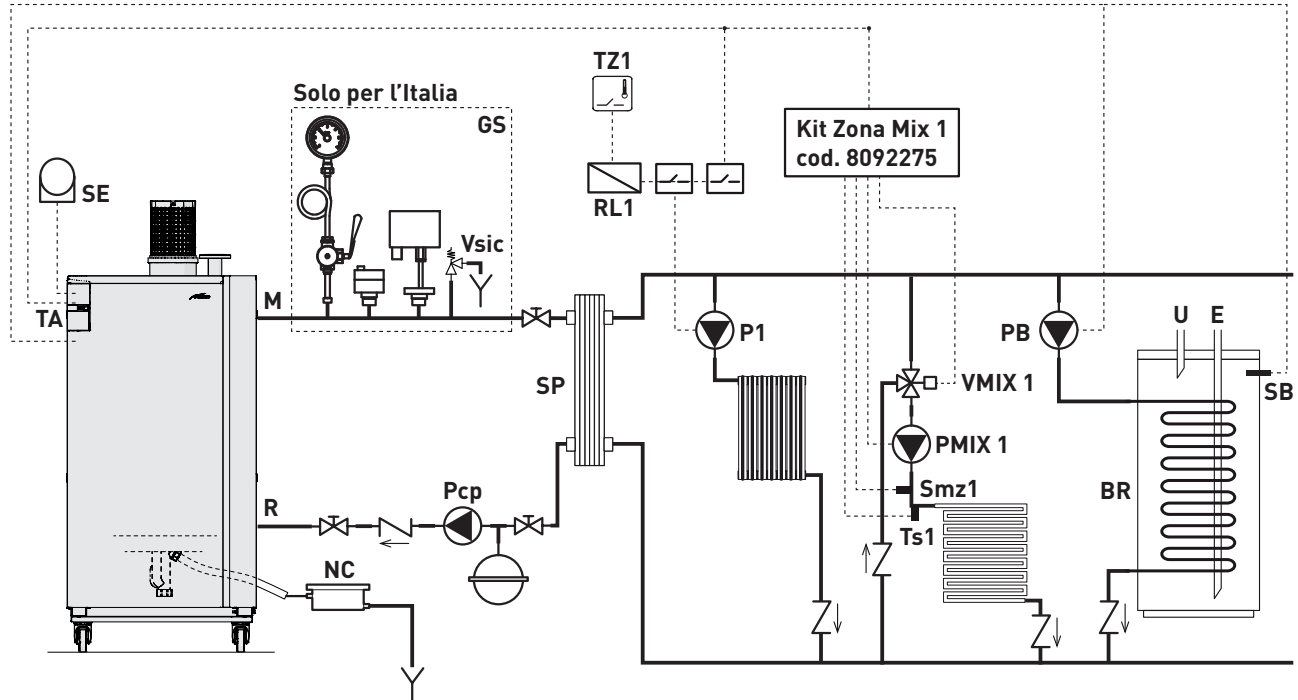 TZ1
Solo per l'Italia
GS
Kit Zona Mix 1
cod. 8092275
SE
RL1
Vsic
M
TA
P1
PB
U
E
SP
VMIX 1
SB
PMIX 1
R
Pcp
Smz1
BR
Ts1
NC